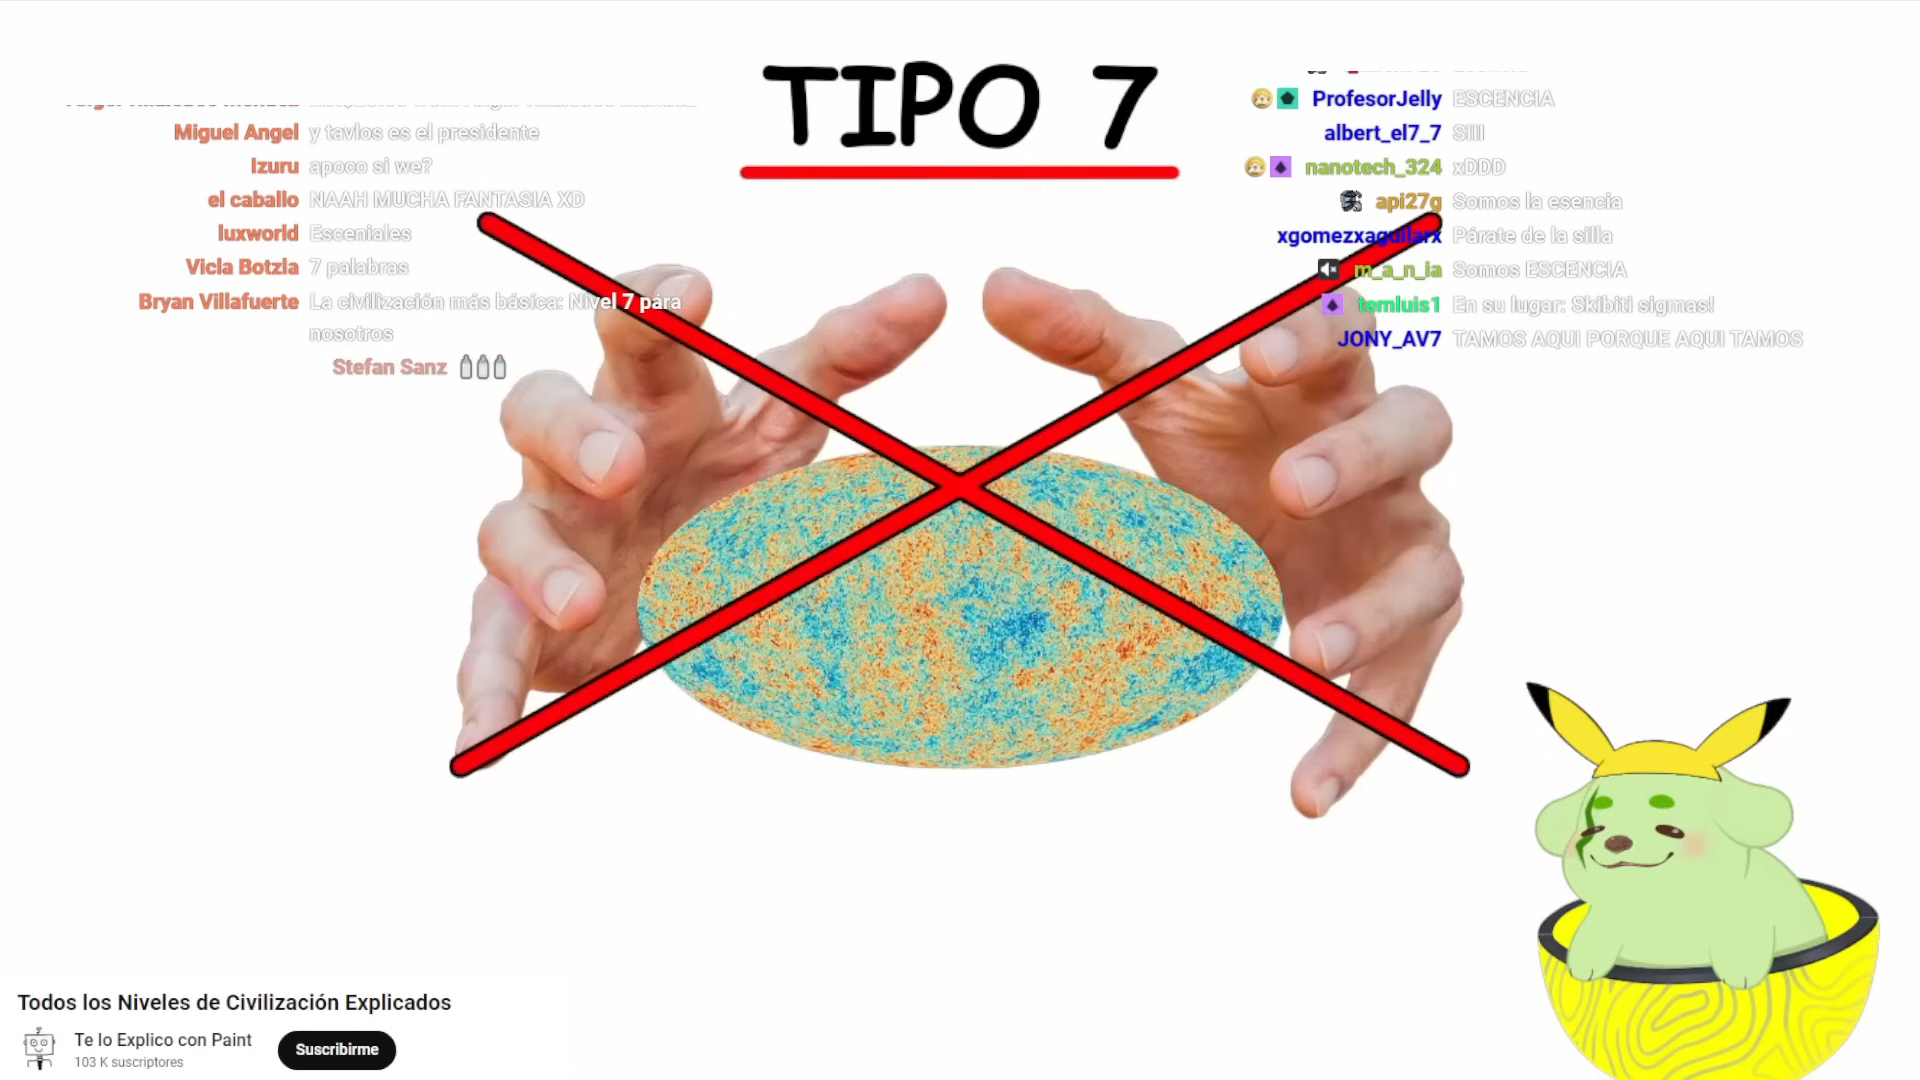 TIPO 7
Miguel Angel y tavlos es el presidente
Izuru apoco si we?
el caballo NAAH MUCHA FANTASIA XD
luxworld Esceniales
Vicla Botzla 7 palabras
Bryan Villafuerte La civilización más básica: Nivel 7 para
nosotros
Stefan Sanz
ProfesorJelly ESCENCIA
albert_el7_7 SIII
nanotech_324 xDDD
api27g Somos la esencia
xgomezxaguilarx Párate de la silla
m_a_n_ia Somos ESCENCIA
temluis1 En su lugar: Skibiti sigmas!
JONY_AV7 TAMOS AQUI PORQUE AQUI TAMOS
Todos los Niveles de Civilización Explicados
Te lo Explico con Paint
103 K suscriptores
Suscribirme